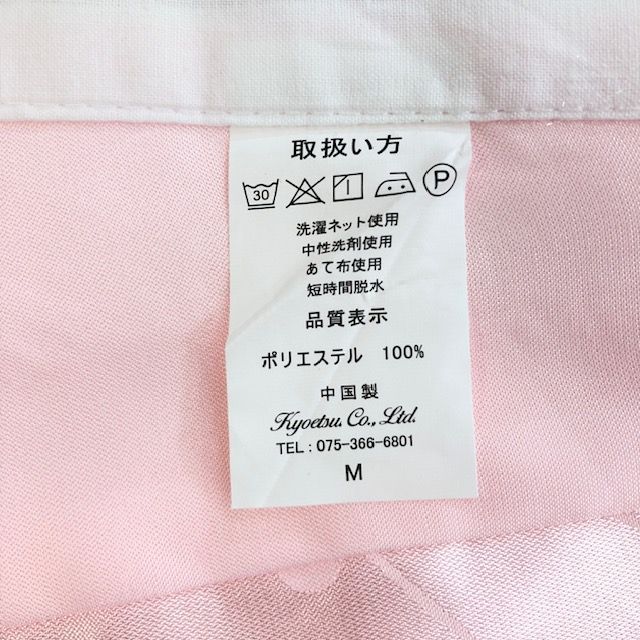 取扱い方
30 P
洗濯ネット使用
中性洗剤使用
あて布使用
短時間脱水
品質表示
ポリエステル 100%
中国製
Kyoetsu. Co., Ltd.
TEL : 075-366-6801
M